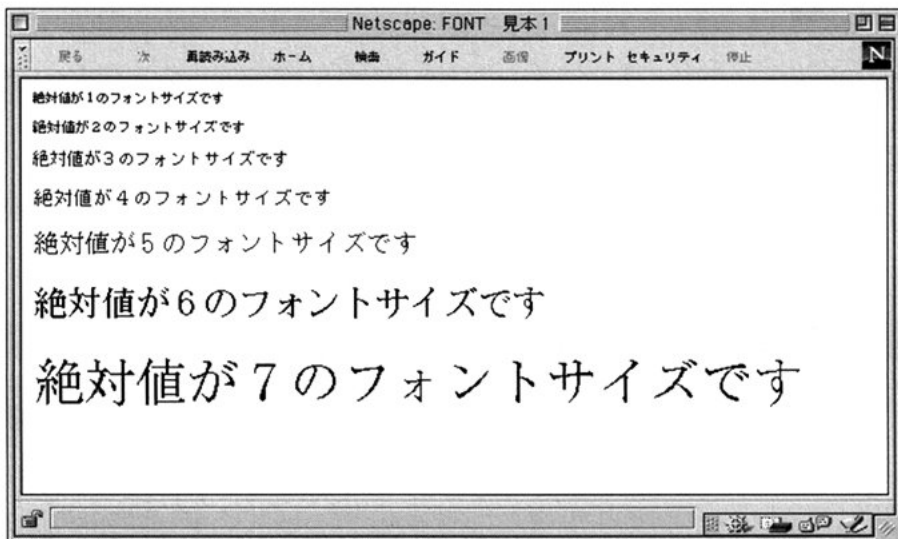 Netscape: FONT 見本1
戻る 次 再読み込み ホーム 検索 ガイド 画像 プリント セキュリティ 停止 N
絶対値が1のフォントサイズです
絶対値が2のフォントサイズです
絶対値が3のフォントサイズです
絶対値が4のフォントサイズです
絶対値が5のフォントサイズです
絶対値が6のフォントサイズです
絶対値が7のフォントサイズです